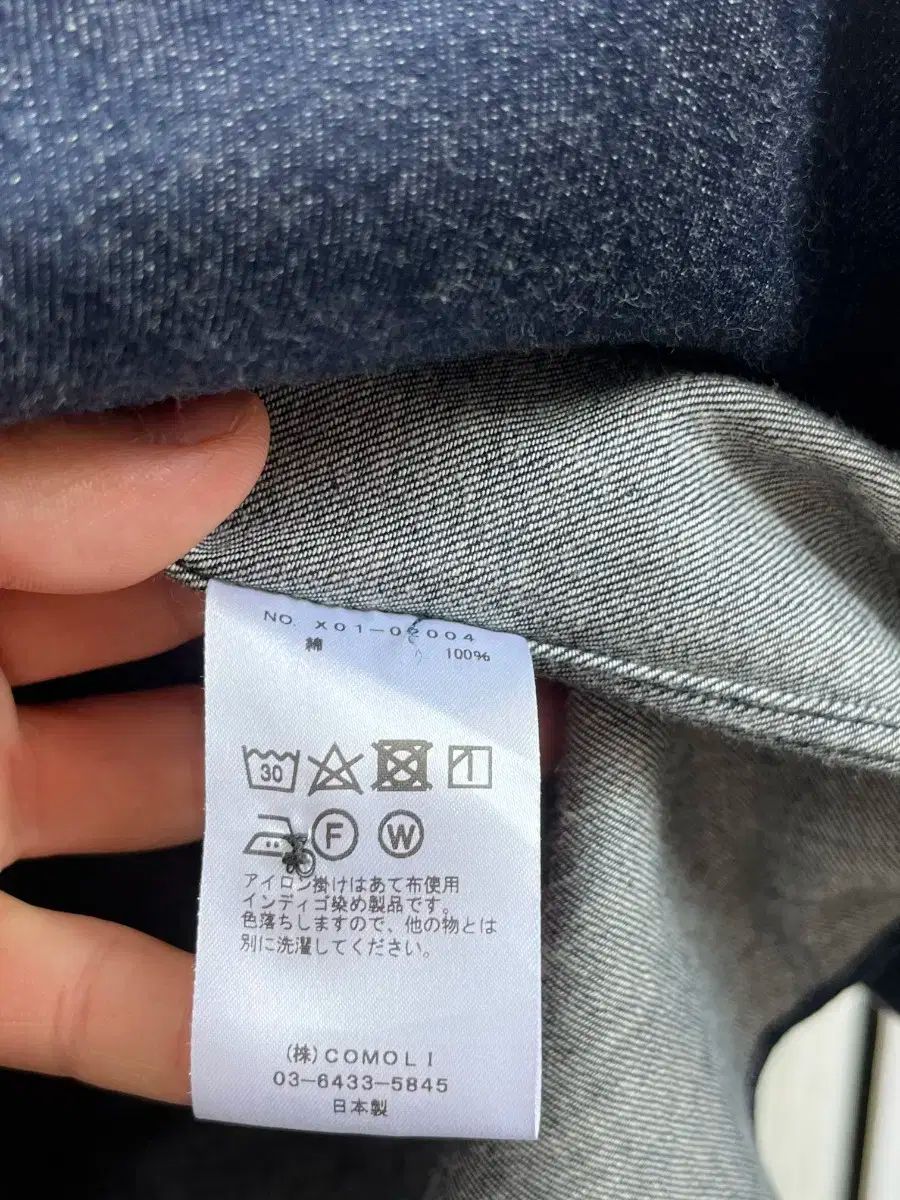 NO. X01-02004
綿 100%
30
F W
アイロン掛けはあて布使用
インディゴ染め製品です。
色落ちしますので、他の物とは
別に洗濯してください。
(株)COMOLI
03-6433-5845
日本製